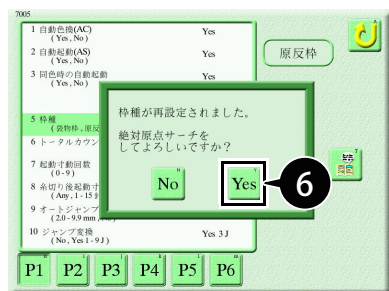 7005
1 自動色換(AC) Yes
( Yes , No )
2 自動起動(AS) Yes
( Yes , No )
原反枠
3 同色時の自動起動 Yes
( Yes , No )
枠種が再設定されました。
5 枠種
( 袋物枠 , 原反
絶対原点サーチを
してよろしいですか？
6 トータルカウン
7 起動寸動回数
( 0 - 9 )
No Yes 6
8 糸切り後起動寸
( Any , 1 - 15
9 オートジャンプ
( 2.0 - 9.9 mm ,
10 ジャンプ変換 Yes 3 J
( No , Yes 1 - 9 J )
P1 P2 P3 P4 P5 P6